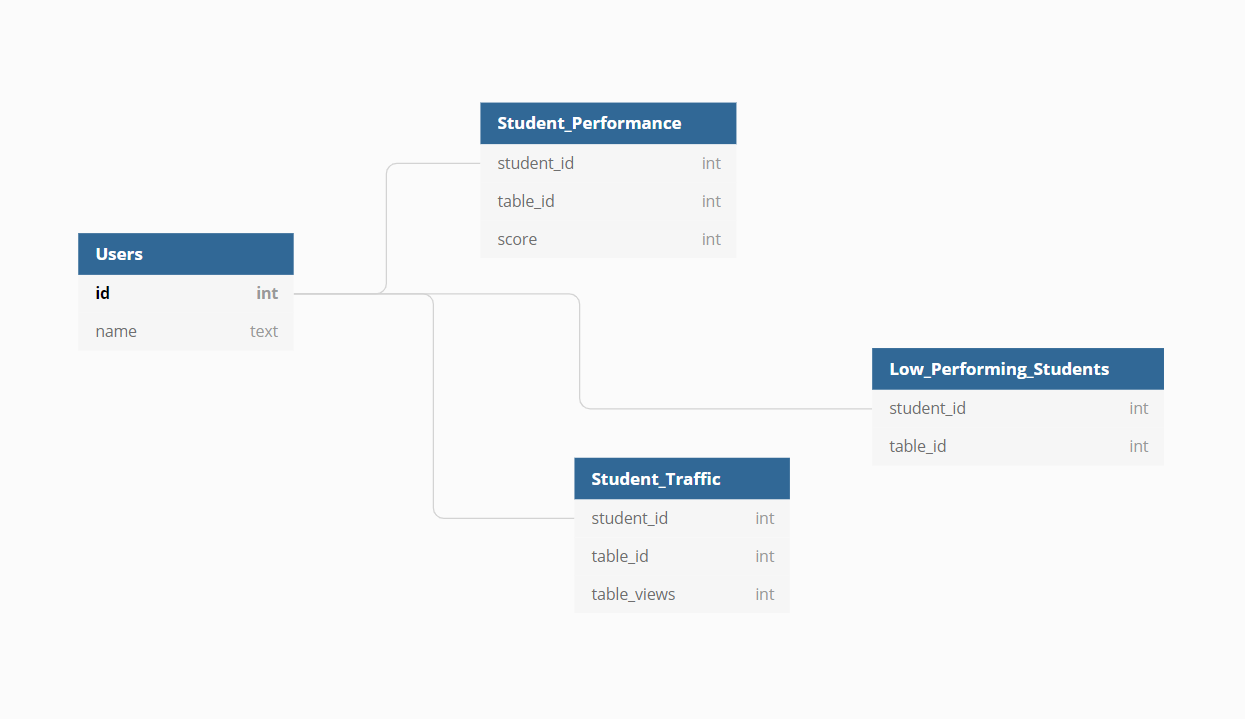 Student_Performance
student_id int
table_id int
score int
Users
id int
name text
Low_Performing_Students
student_id int
table_id int
Student_Traffic
student_id int
table_id int
table_views int